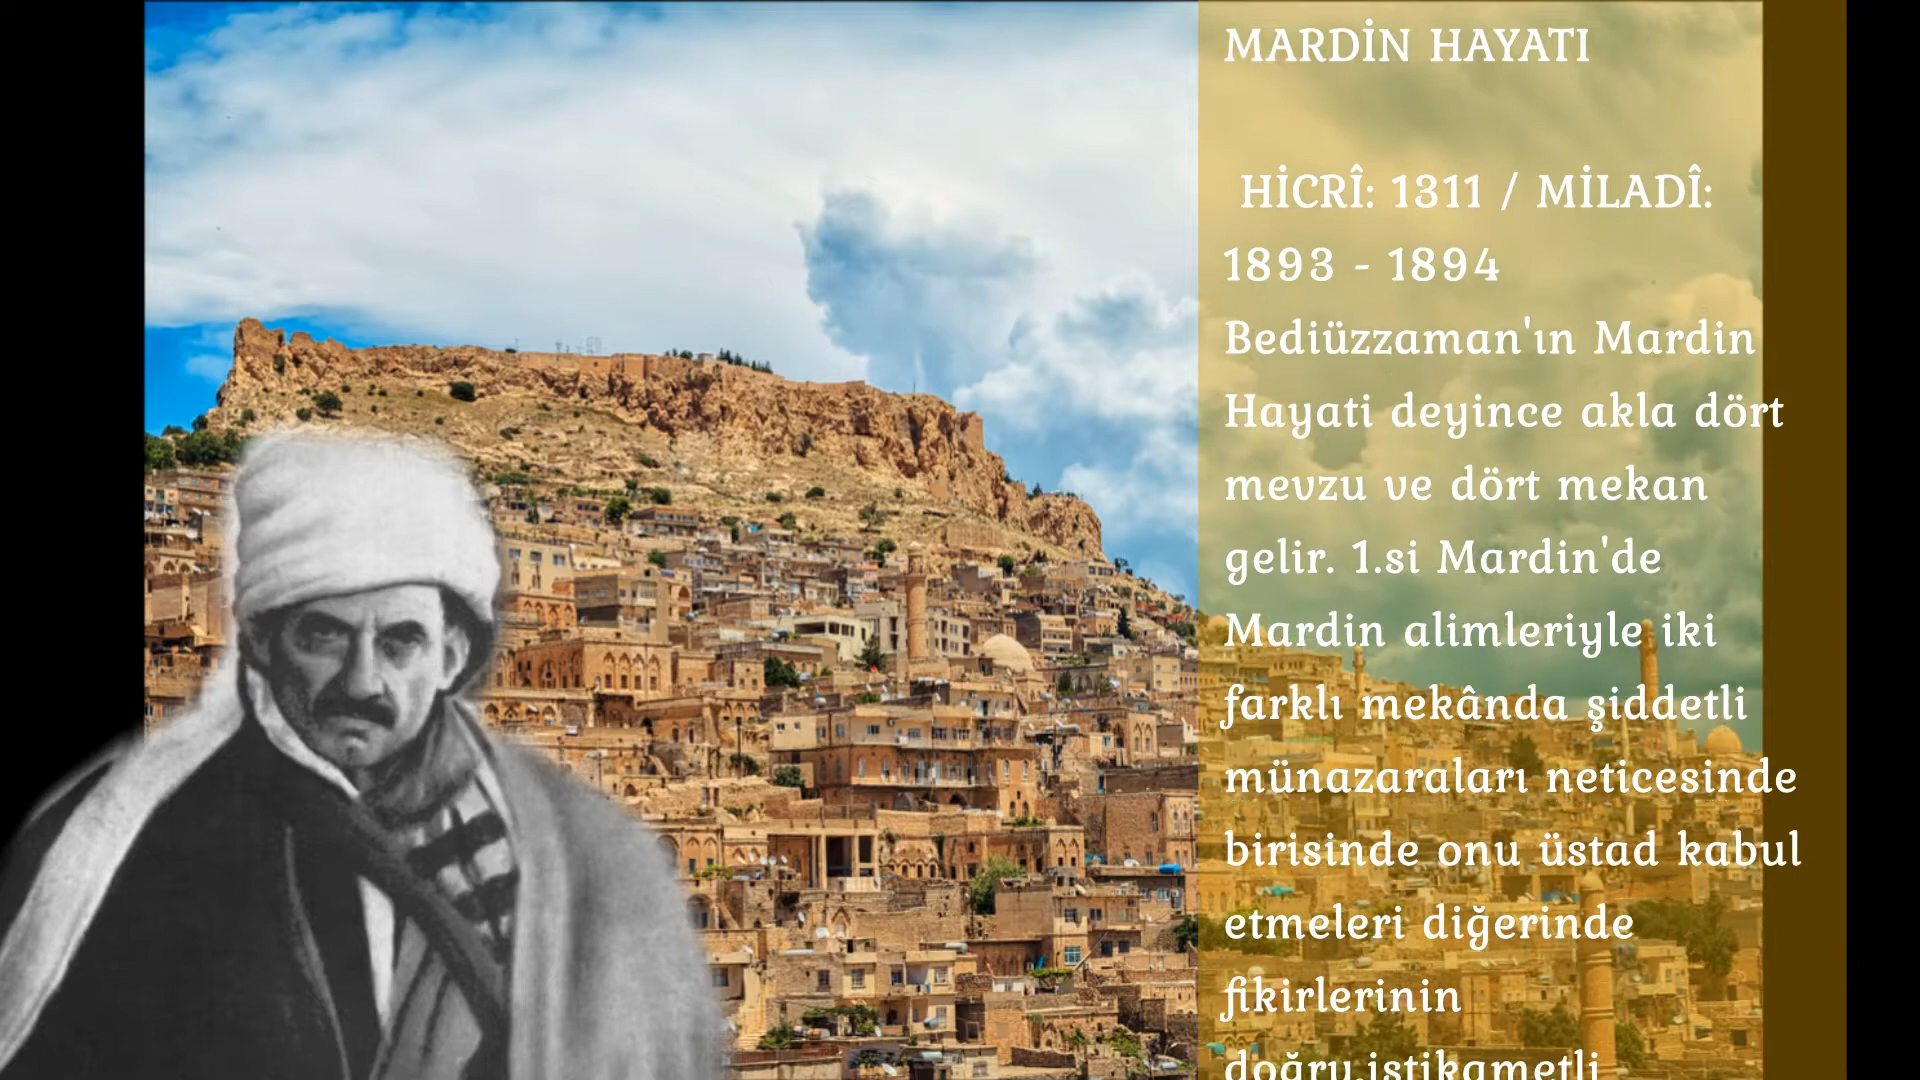 MARDİN HAYATI
HİCRÎ: 1311 / MİLADÎ:
1893 - 1894
Bediüzzaman'ın Mardin
Hayati deyince akla dört
mevzu ve dört mekan
gelir. 1.si Mardin'de
Mardin alimleriyle iki
farklı mekânda şiddetli
münazaraları neticesinde
birisinde onu üstad kabul
etmeleri diğerinde
fikirlerinin
doğru,istikametli